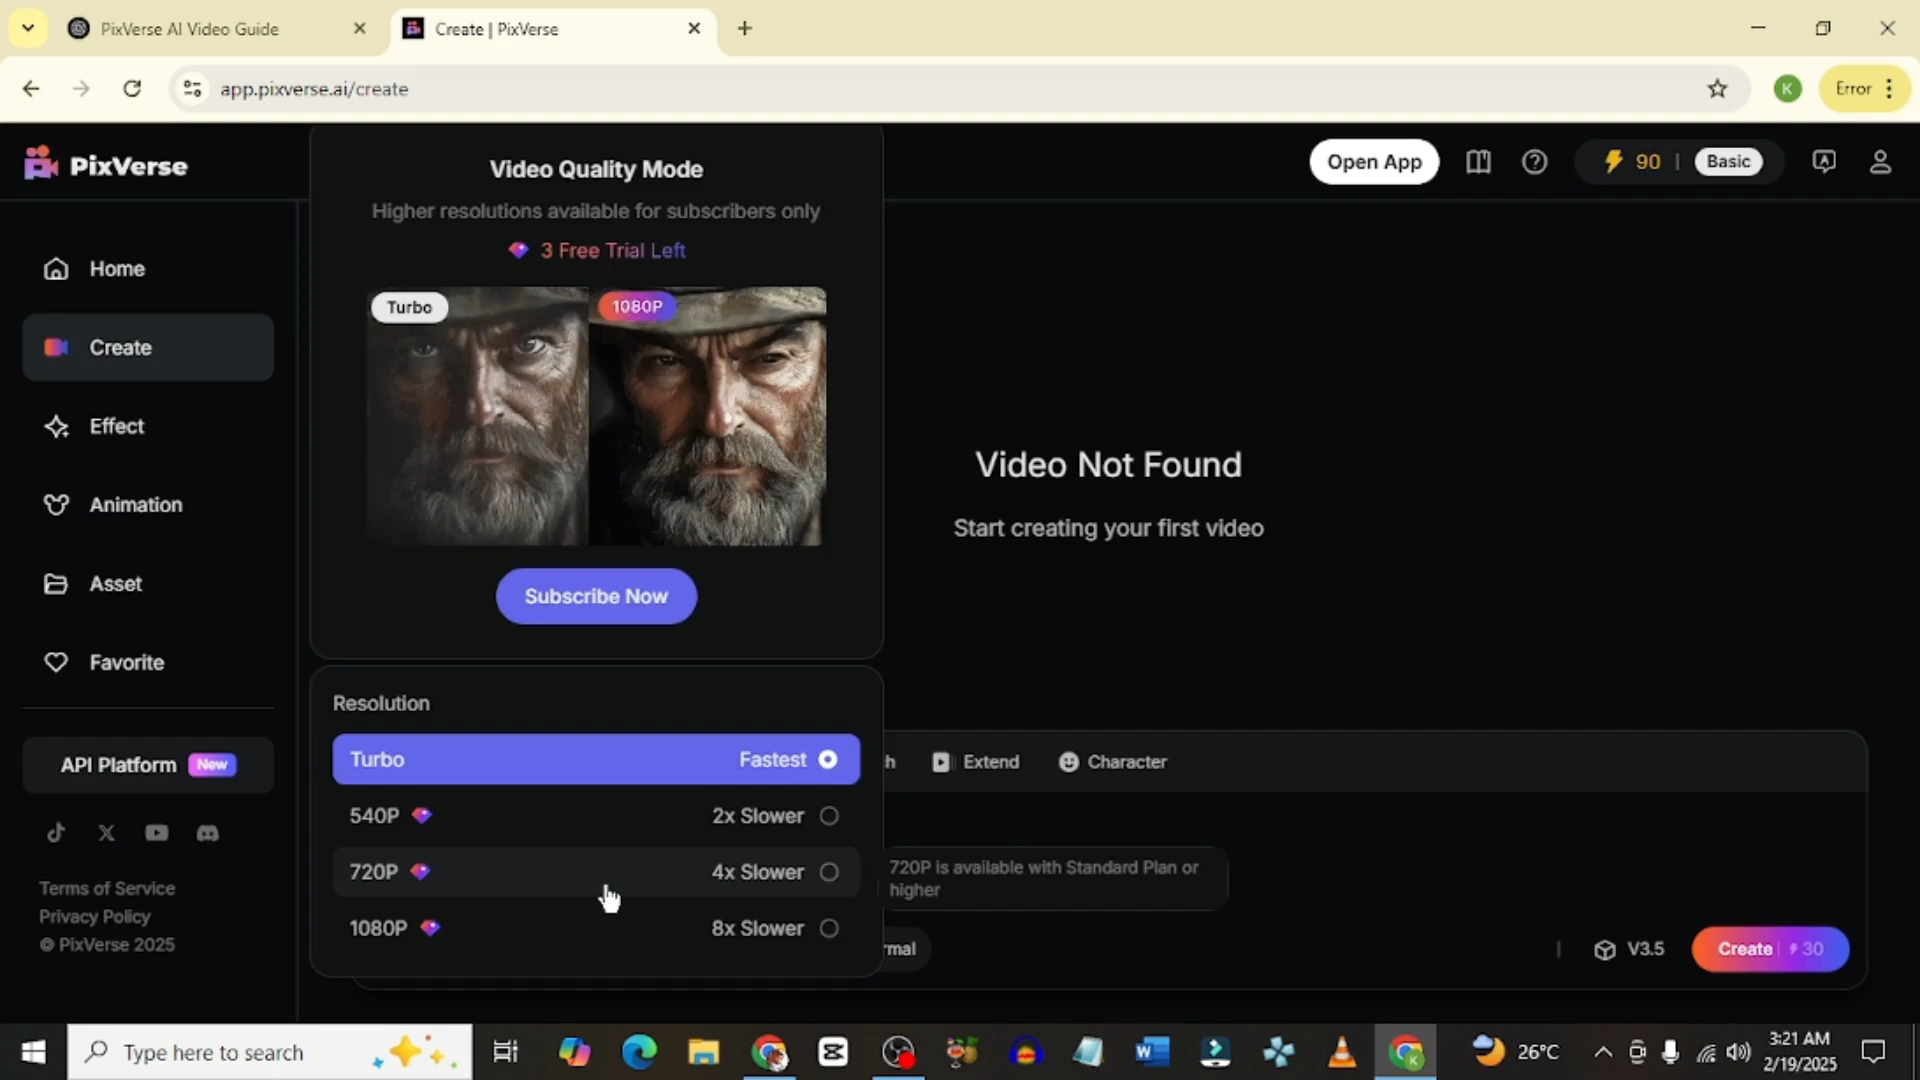 PixVerse AI Video Guide
Create | PixVerse
app.pixverse.ai/create
K
Error
PixVerse
Open App
90 | Basic
Home
Create
Effect
Animation
Asset
Favorite
API Platform New
Terms of Service
Privacy Policy
© PixVerse 2025
Video Quality Mode
Higher resolutions available for subscribers only
3 Free Trial Left
Turbo
1080P
Subscribe Now
Resolution
Turbo Fastest
540P 2x Slower
720P 4x Slower
1080P 8x Slower
Video Not Found
Start creating your first video
h Extend Character
720P is available with Standard Plan or
higher
rmal
V3.5
Create | 30
Type here to search
26°C
3:21 AM
2/19/2025